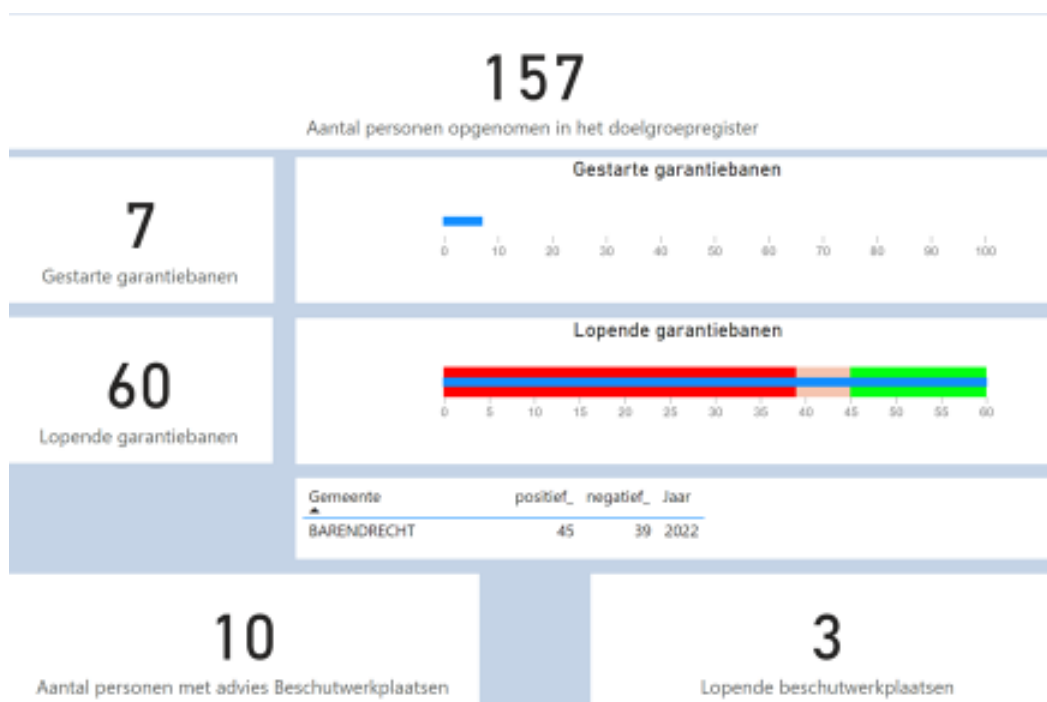 157
Aantal personen opgenomen in het doelgroepregister
7
Gestarte garantiebanen
Gestarte garantiebanen
0 10 20 30 40 50 60 70 80 90 100
60
Lopende garantiebanen
Lopende garantiebanen
0 5 10 15 20 25 30 35 40 45 50 55 60
Gemeente positief_ negatief_ Jaar
BARENDRECHT 45 39 2022
10
Aantal personen met advies Beschutwerkplaatsen
3
Lopende beschutwerkplaatsen